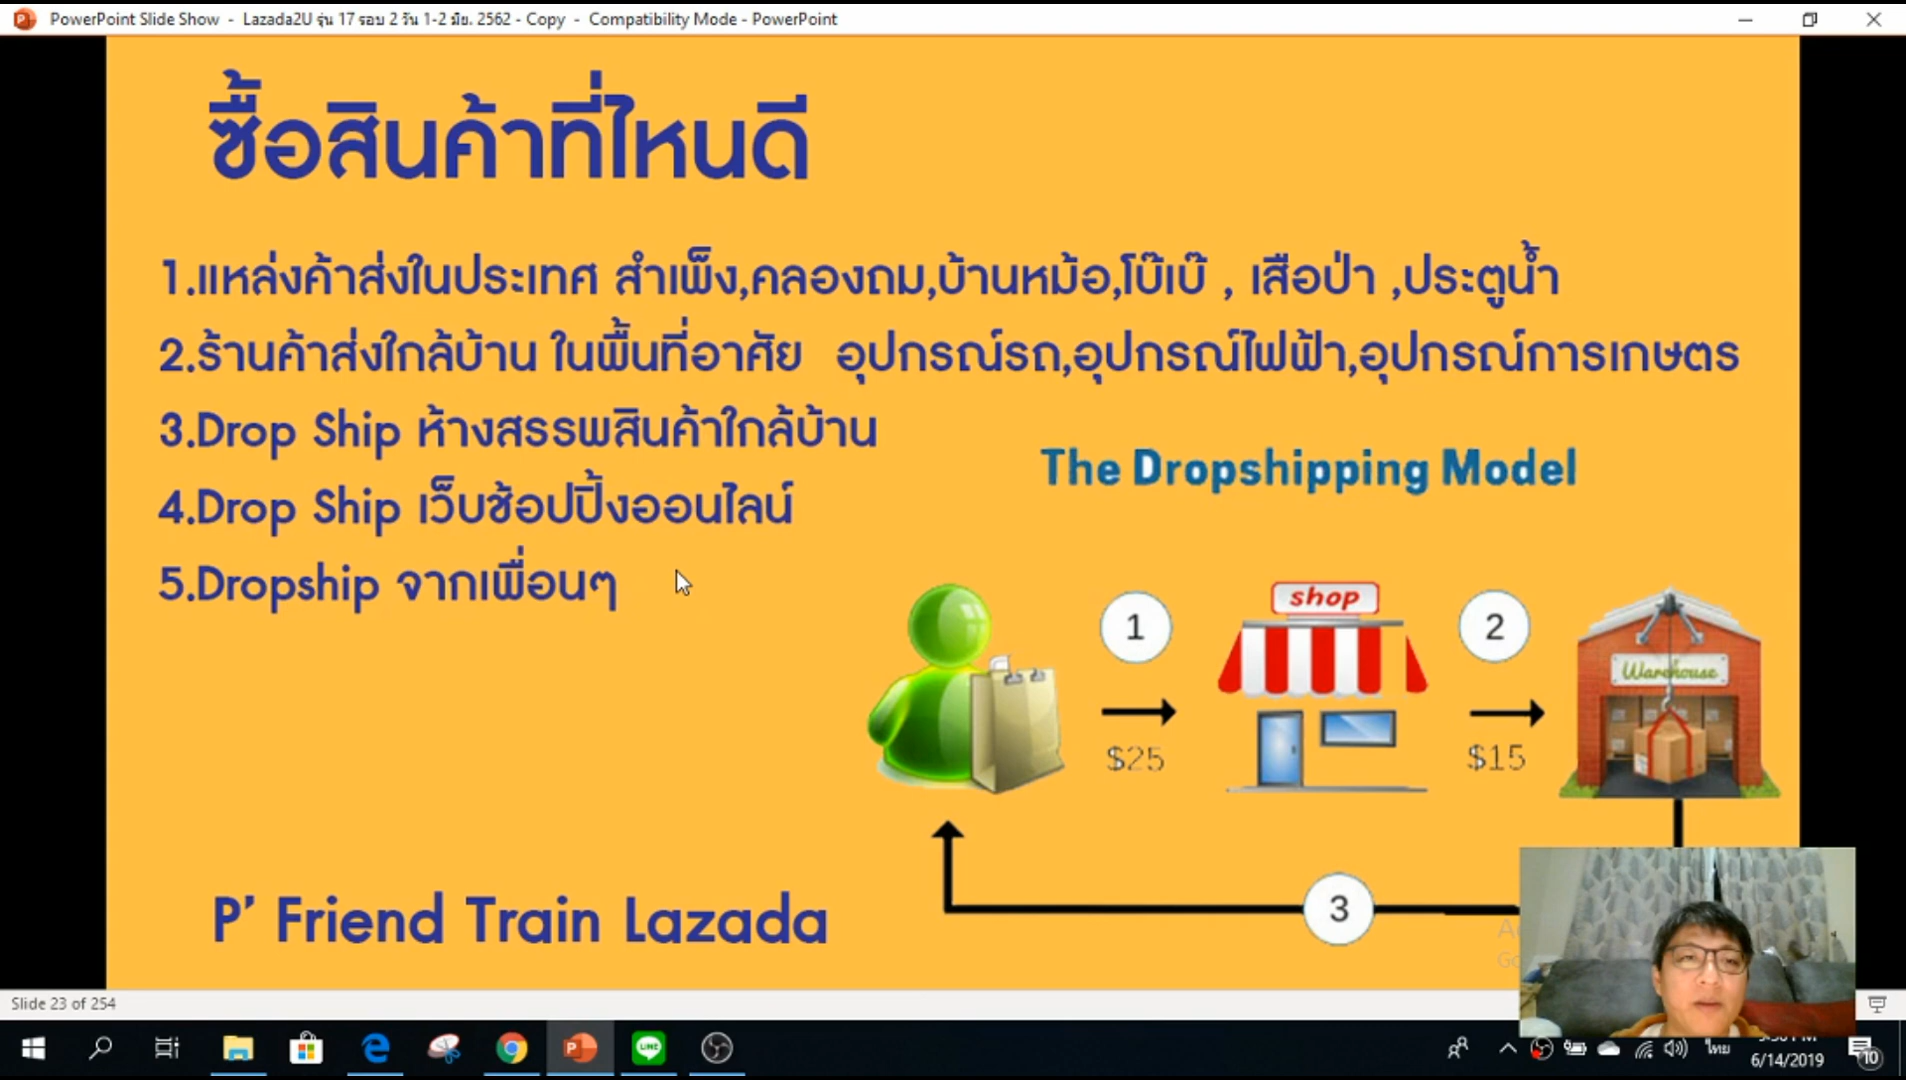 PowerPoint Slide Show - Lazada2U รุ่น 17 รอบ 2 วัน 1-2 มิย. 2562 - Copy - Compatibility Mode - PowerPoint
ซื้อสินค้าที่ไหนดี
1.แหล่งค้าส่งในประเทศ สำเพ็ง,คลองถม,บ้านหม้อ,โบ๊เบ๊ , เสือป่า ,ประตูน้ำ
2.ร้านค้าส่งใกล้บ้าน ในพื้นที่อาศัย อุปกรณ์รถ,อุปกรณ์ไฟฟ้า,อุปกรณ์การเกษตร
3.Drop Ship ห้างสรรพสินค้าใกล้บ้าน
4.Drop Ship เว็บช้อปปิ้งออนไลน์
5.Dropship จากเพื่อนๆ
The Dropshipping Model
shop
1
2
Warehouse
$25
$15
3
P' Friend Train Lazada
Slide 23 of 254
LINE
ไทย
6/14/2019
10